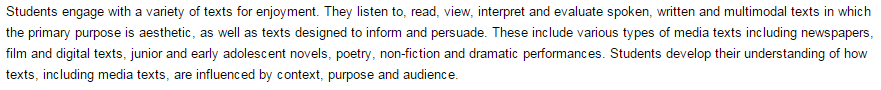 Students engage with a variety of texts for enjoyment. They listen to, read, view, interpret and evaluate spoken, written and multimodal texts in which
the primary purpose is aesthetic, as well as texts designed to inform and persuade. These include various types of media texts including newspapers,
film and digital texts, junior and early adolescent novels, poetry, non-fiction and dramatic performances. Students develop their understanding of how
texts, including media texts, are influenced by context, purpose and audience.